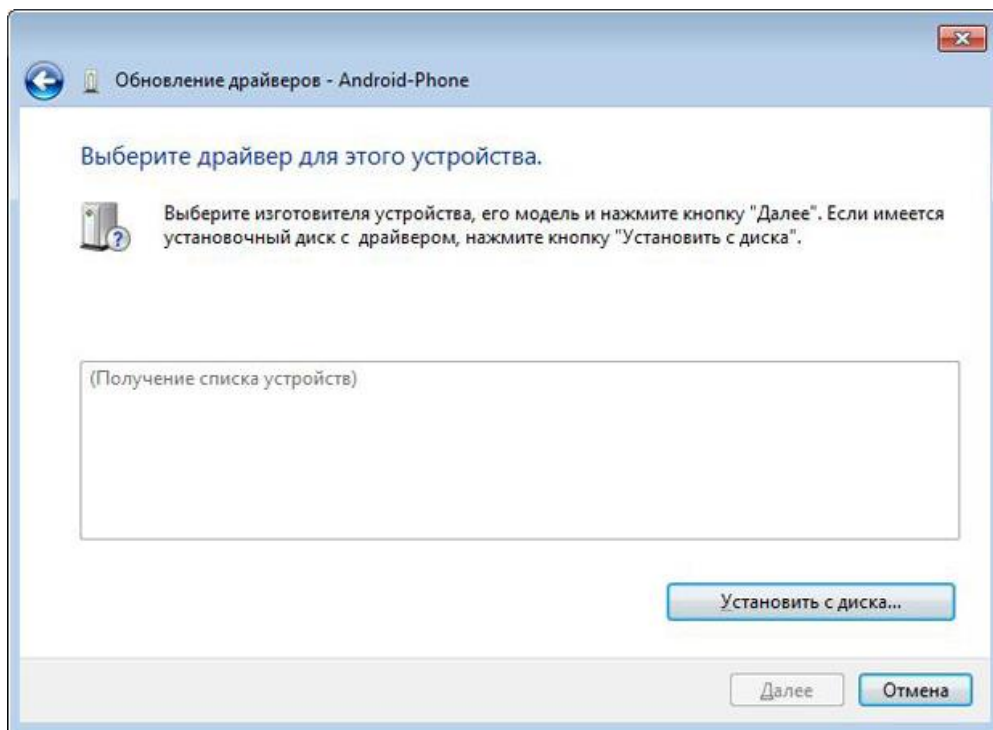 Обновление драйверов - Android-Phone
Выберите драйвер для этого устройства.
Выберите изготовителя устройства, его модель и нажмите кнопку "Далее". Если имеется
установочный диск с драйвером, нажмите кнопку "Установить с диска".
(Получение списка устройств)
Установить с диска...
Далее
Отмена